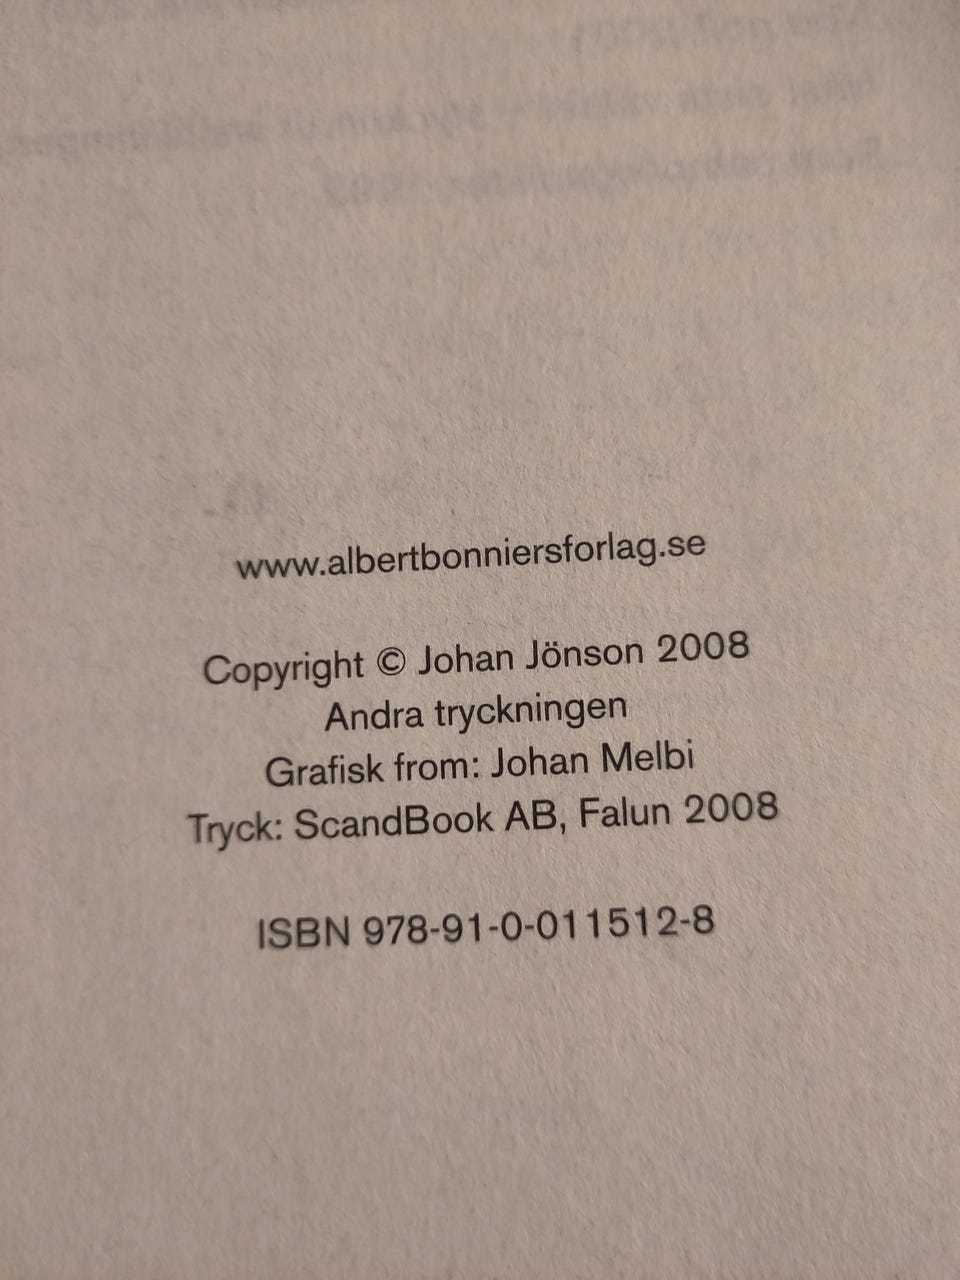 www.albertbonniersforlag.se
Copyright © Johan Jönson 2008
Andra tryckningen
Grafisk from: Johan Melbi
Tryck: ScandBook AB, Falun 2008
ISBN 978-91-0-011512-8